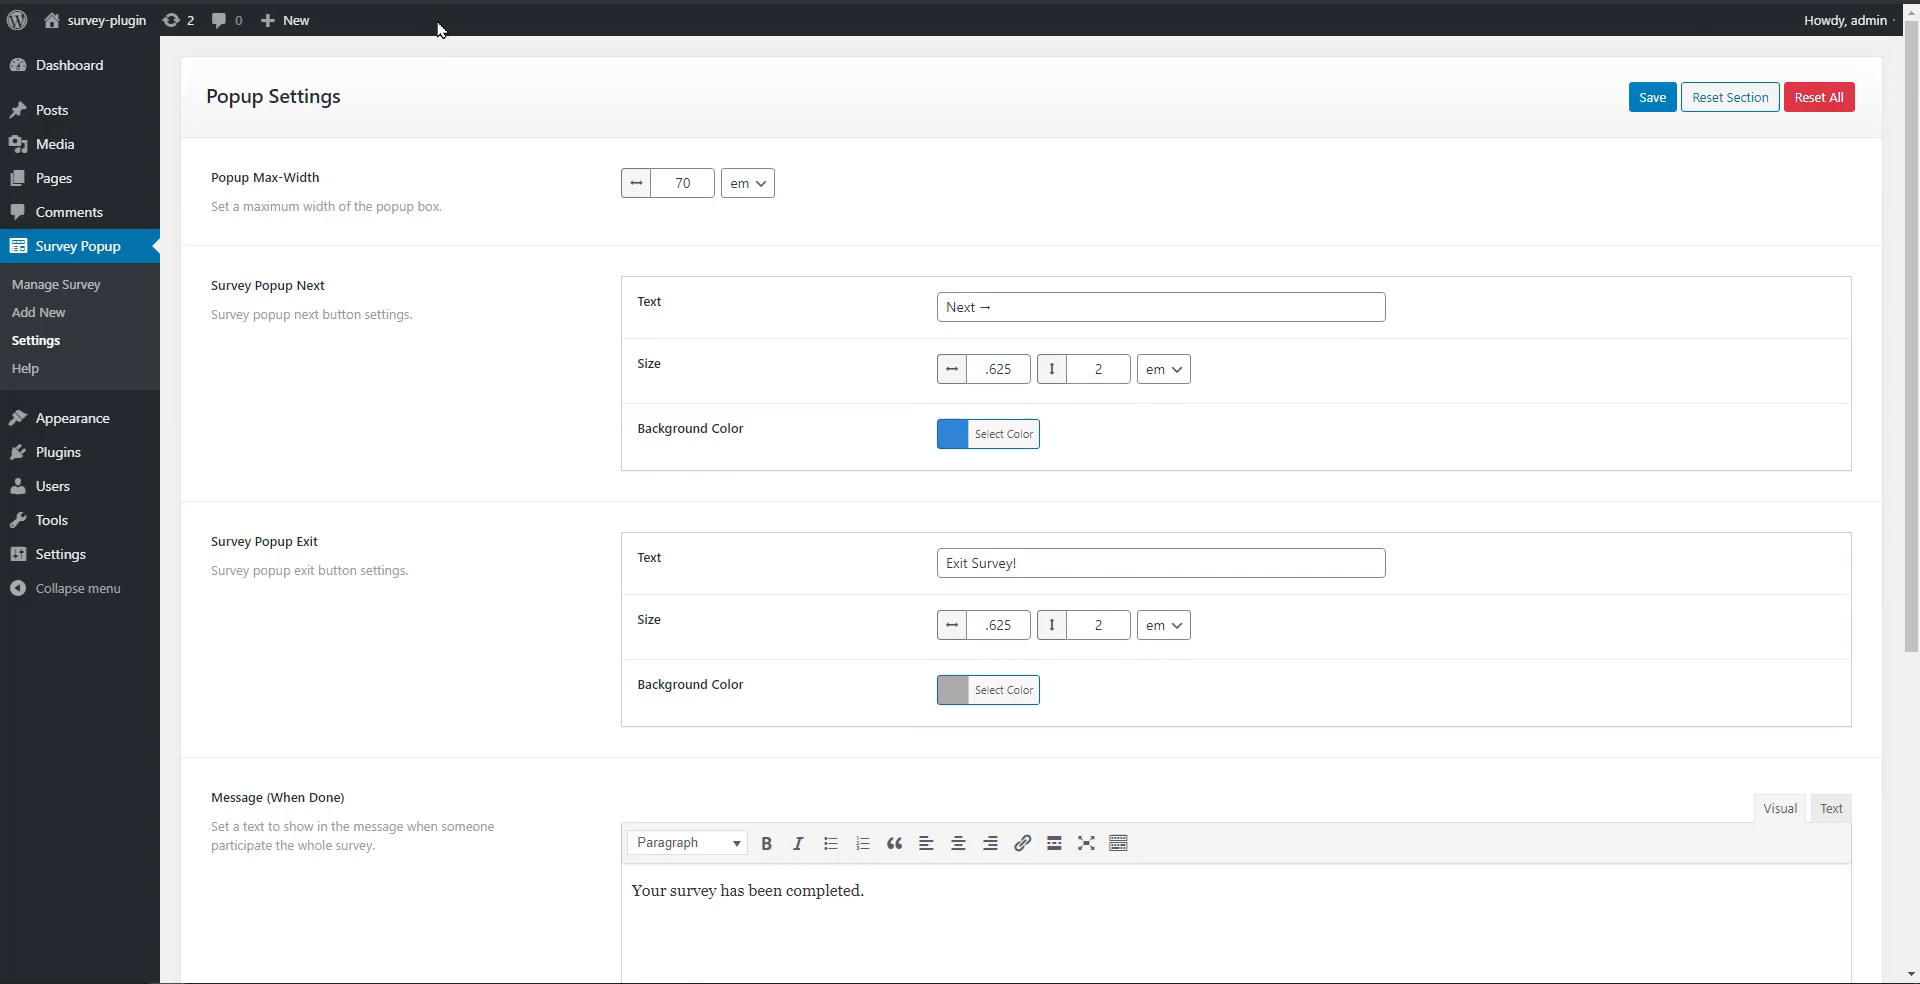 survey-plugin 2 0 New Howdy, admin
Dashboard
Posts
Media
Pages
Comments
Survey Popup
Manage Survey
Add New
Settings
Help
Appearance
Plugins
Users
Tools
Settings
Collapse menu
Popup Settings
Save Reset Section Reset All
Popup Max-Width
Set a maximum width of the popup box.
70 em
Survey Popup Next
Survey popup next button settings.
Text Next →
Size .625 2 em
Background Color Select Color
Survey Popup Exit
Survey popup exit button settings.
Text Exit Survey!
Size .625 2 em
Background Color Select Color
Message (When Done)
Set a text to show in the message when someone
participate the whole survey.
Visual Text
Paragraph B I
Your survey has been completed.